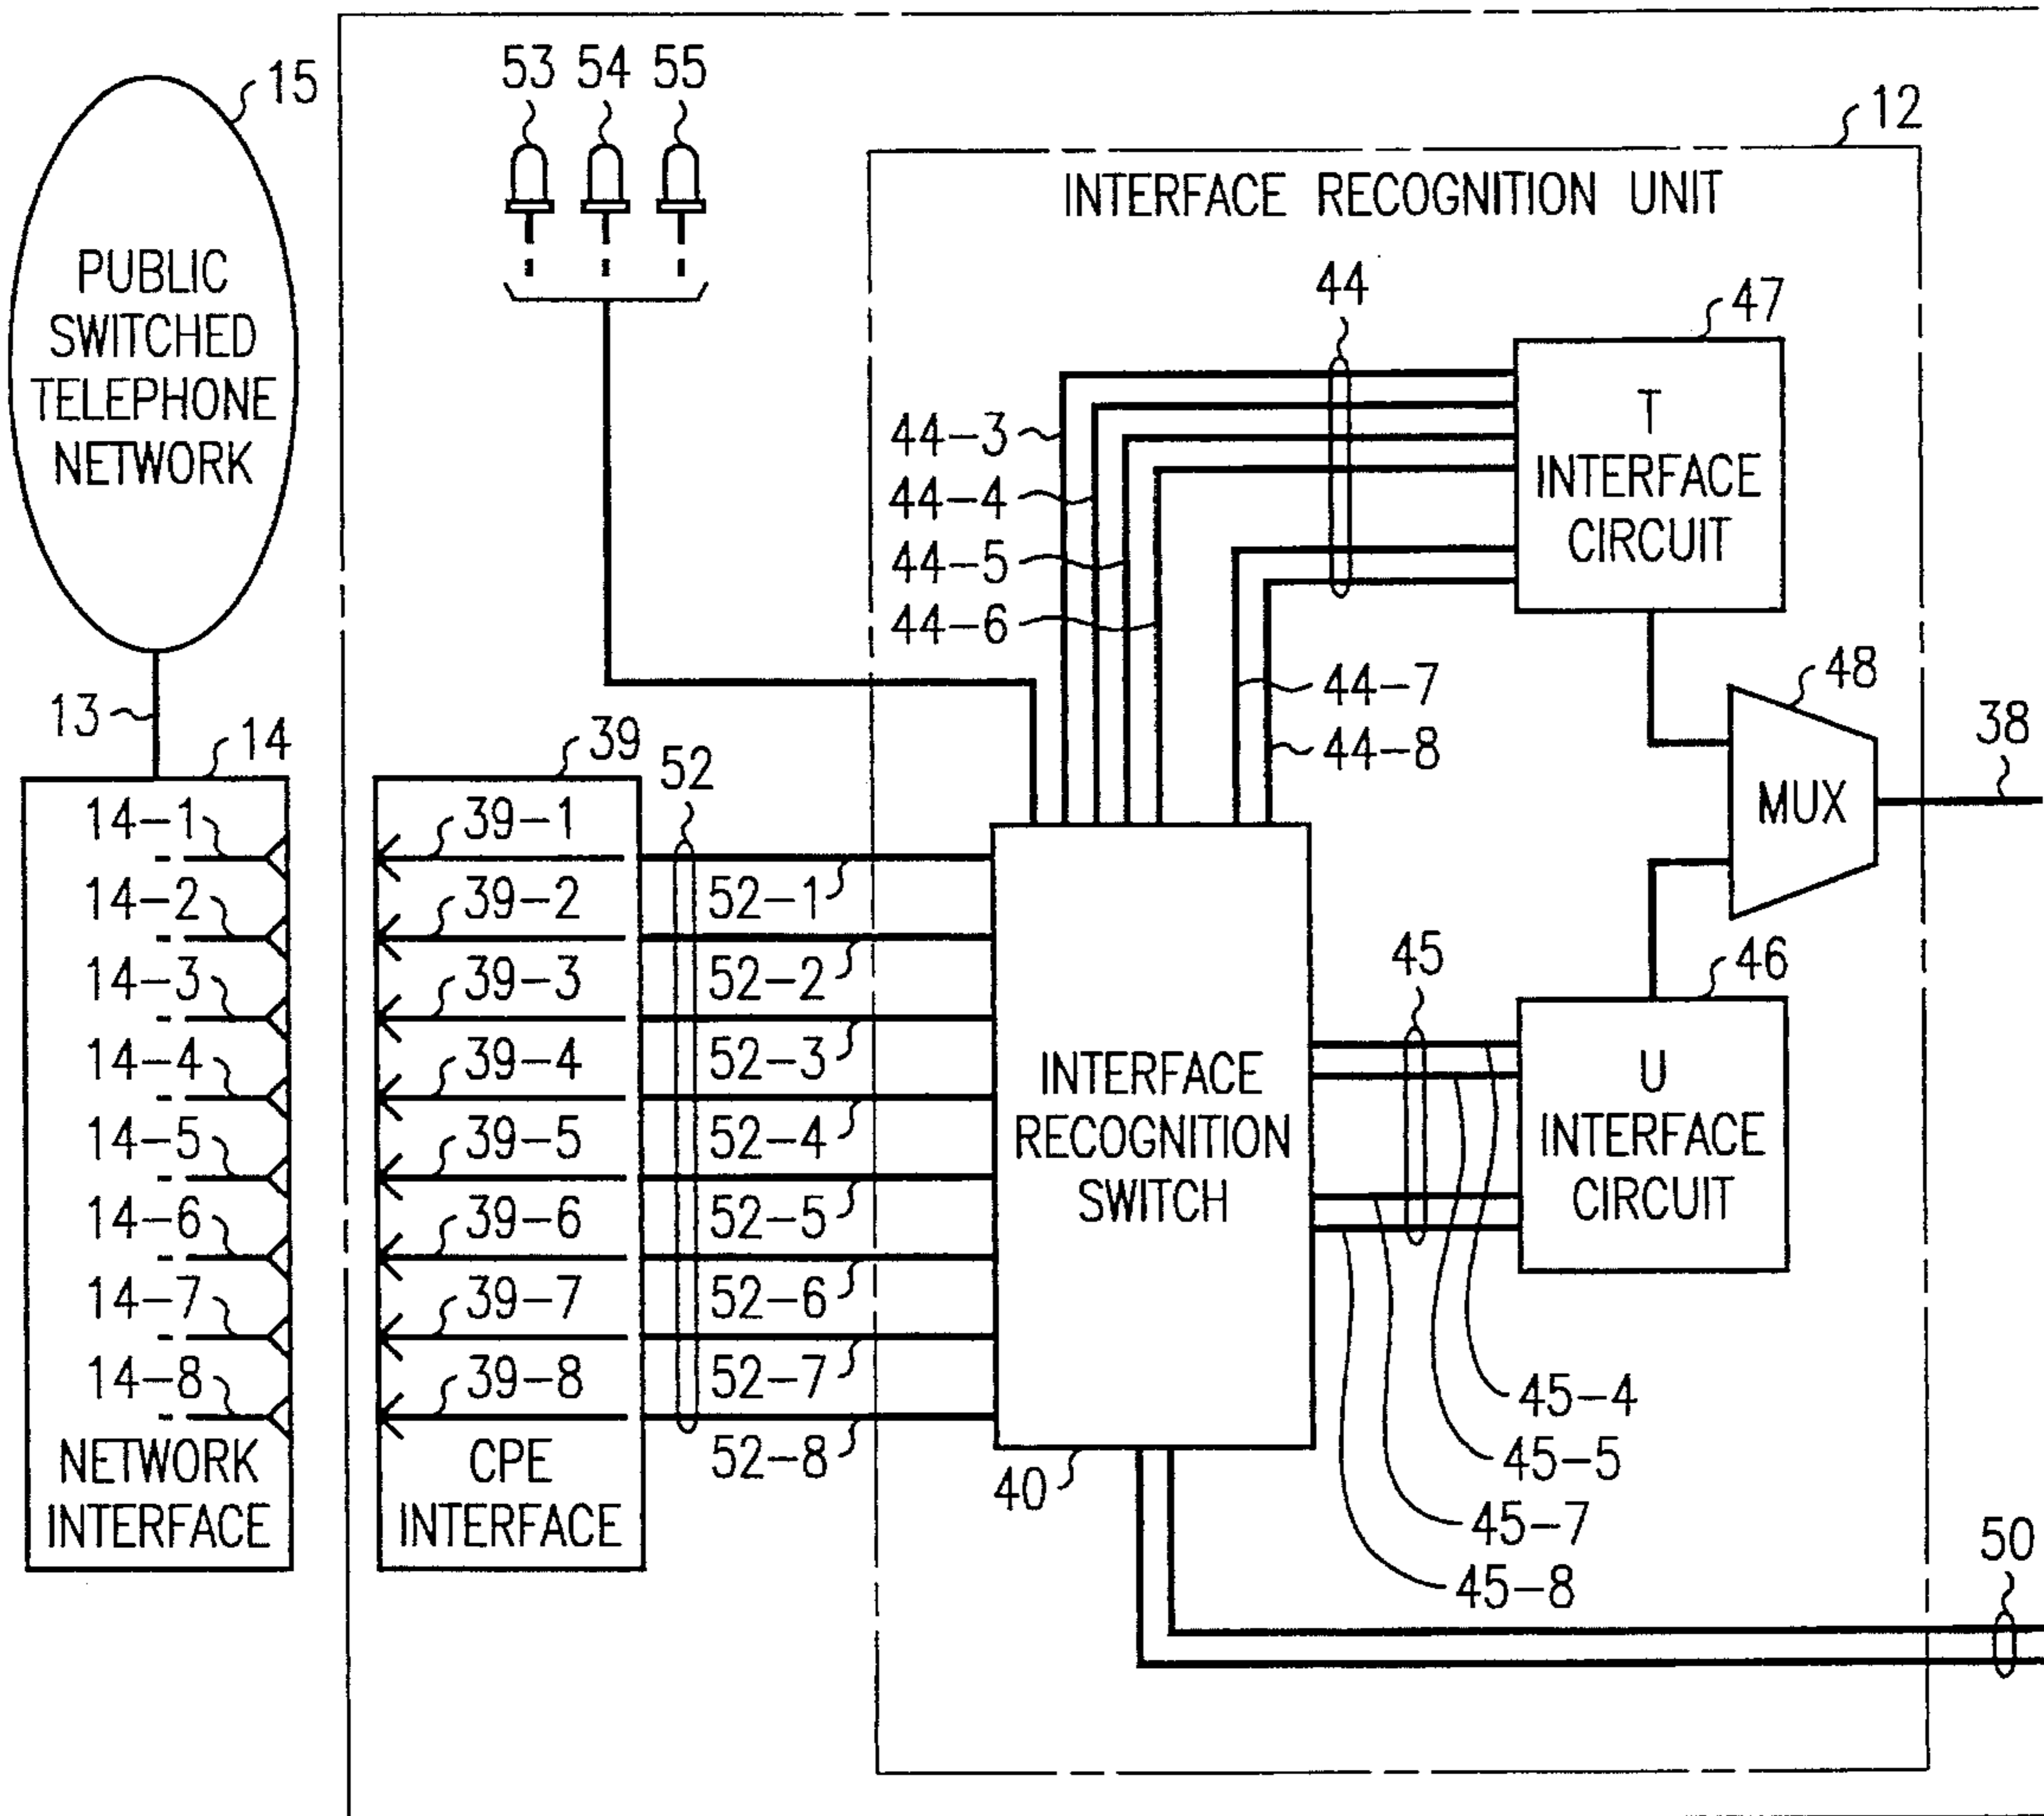 53 54 55
15
12
INTERFACE RECOGNITION UNIT
PUBLIC
SWITCHED
TELEPHONE
NETWORK
44
47
T
INTERFACE
CIRCUIT
44-3
44-4
44-5
44-6
44-7
44-8
48
MUX
38
13
14
14-1
14-2
14-3
14-4
14-5
14-6
14-7
14-8
NETWORK
INTERFACE
39
39-1
39-2
39-3
39-4
39-5
39-6
39-7
39-8
CPE
INTERFACE
52
52-1
52-2
52-3
52-4
52-5
52-6
52-7
52-8
INTERFACE
RECOGNITION
SWITCH
40
45
46
U
INTERFACE
CIRCUIT
45-4
45-5
45-7
45-8
50